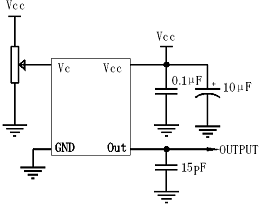 Vcc
Vcc
Vc
Vcc
0.1μF
+
10μF
GND
Out
OUTPUT
15pF